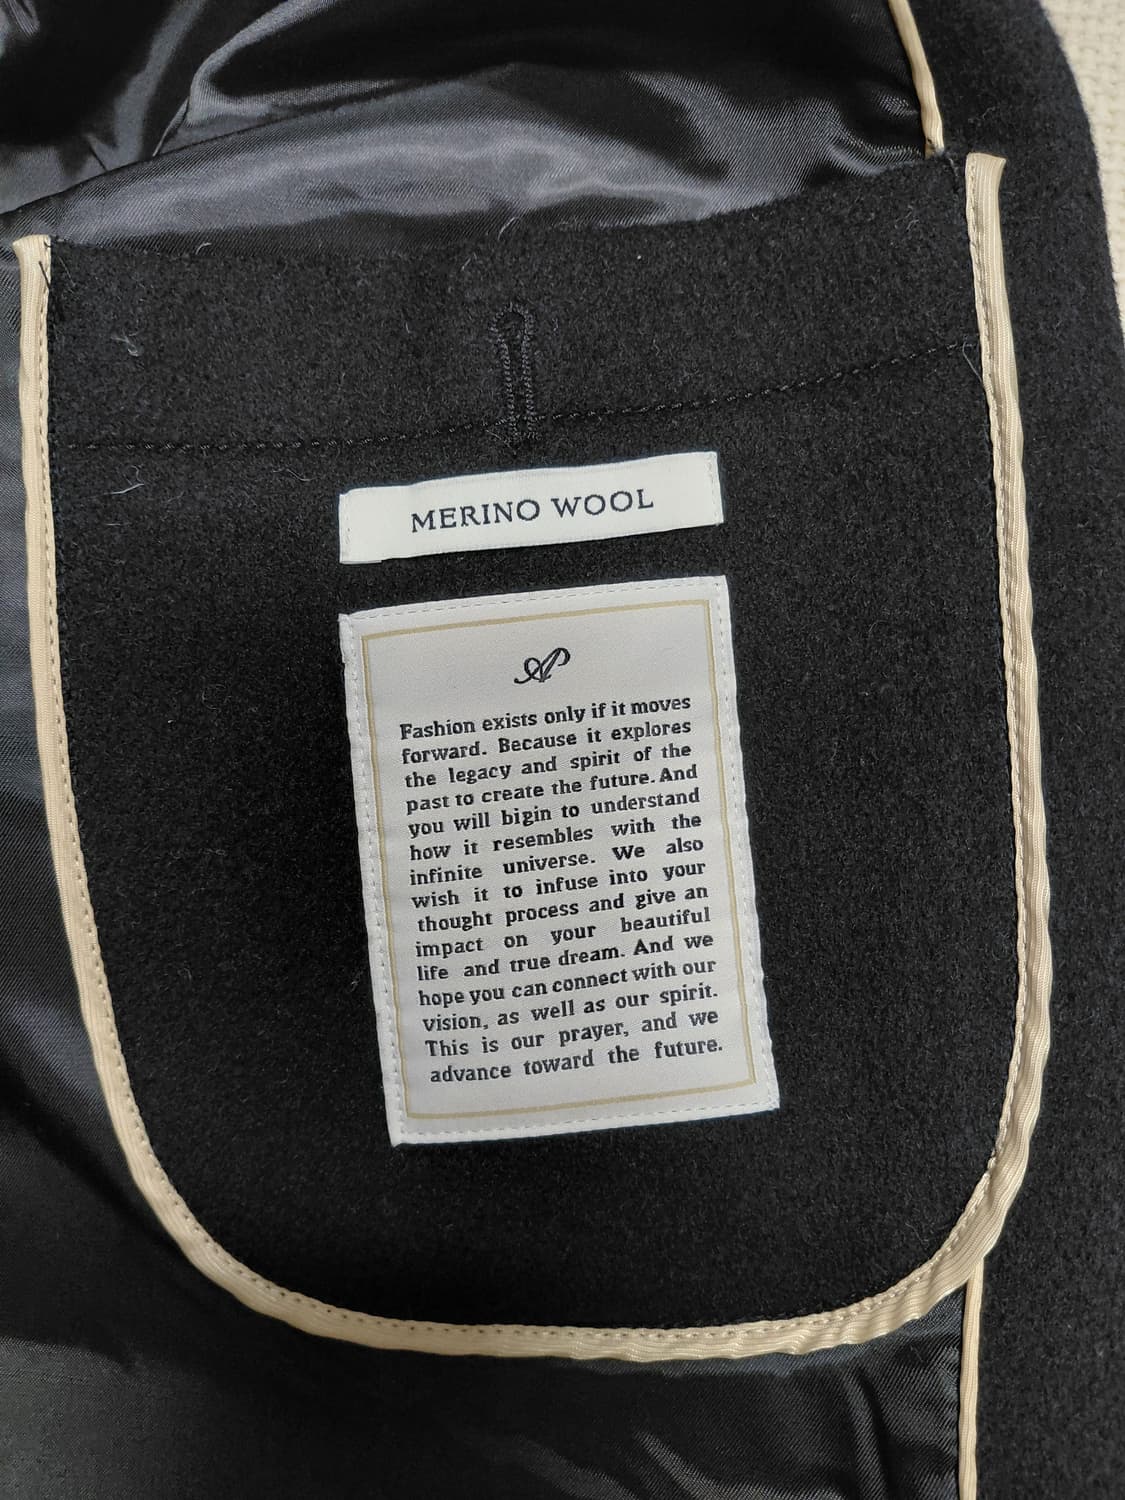 MERINO WOOL
AP
Fashion exists only if it moves
forward. Because it explores
the legacy and spirit of the
past to create the future. And
you will bigin to understand
how it resembles with the
infinite universe. We also
wish it to infuse into your
thought process and give an
impact on your beautiful
life and true dream. And we
hope you can connect with our
vision, as well as our spirit.
This is our prayer, and we
advance toward the future.